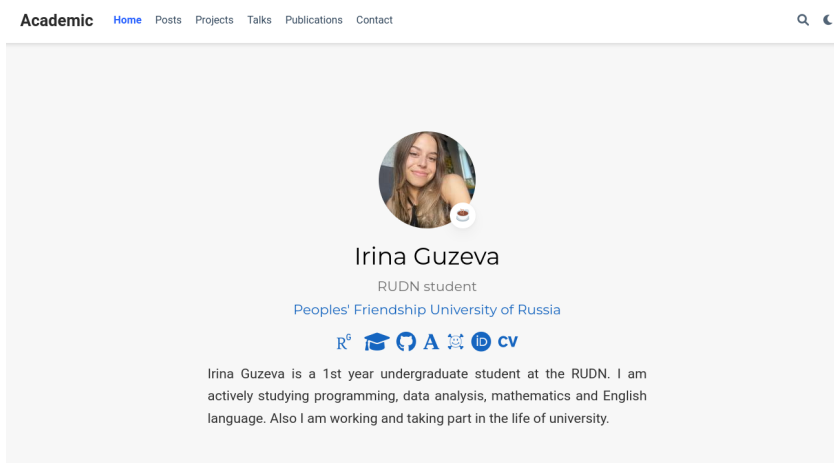 Academic Home Posts Projects Talks Publications Contact
Irina Guzeva
RUDN student
Peoples' Friendship University of Russia
R^G A iD CV
Irina Guzeva is a 1st year undergraduate student at the RUDN. I am
actively studying programming, data analysis, mathematics and English
language. Also I am working and taking part in the life of university.